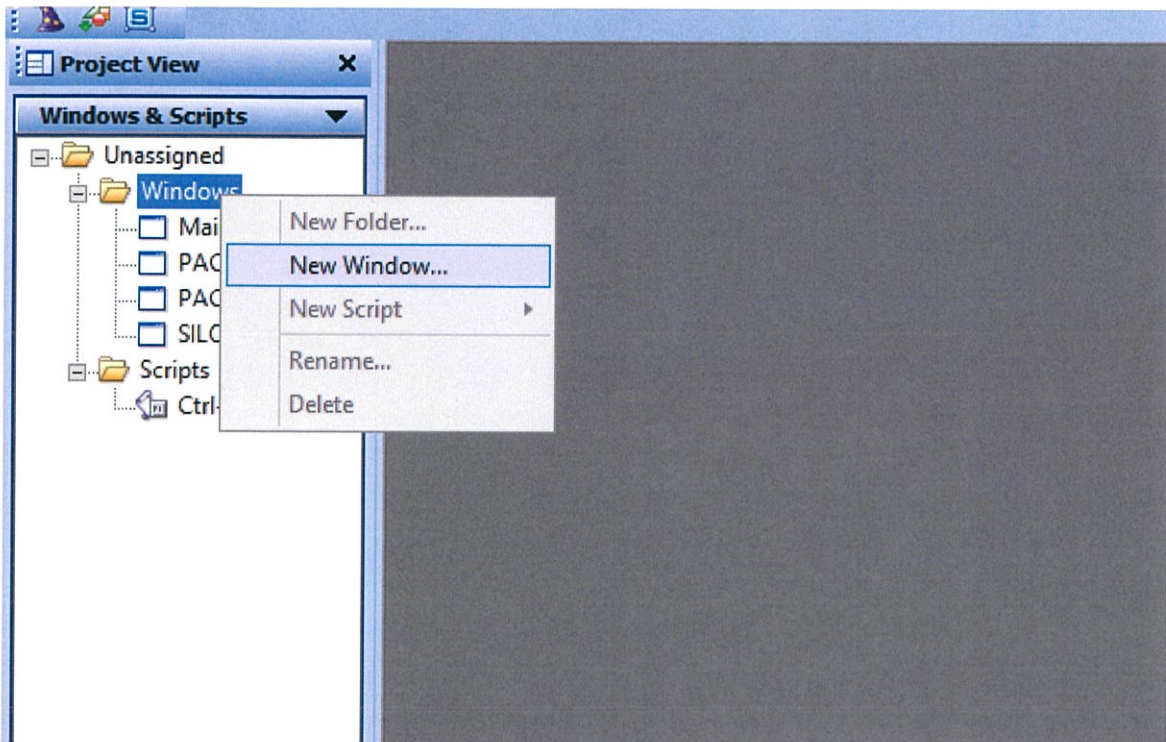 Project View
Windows & Scripts
Unassigned
Windows
Mai
New Folder...
PAC
New Window...
PAC
New Script
SILC
Rename...
Scripts
Ctrl-
Delete